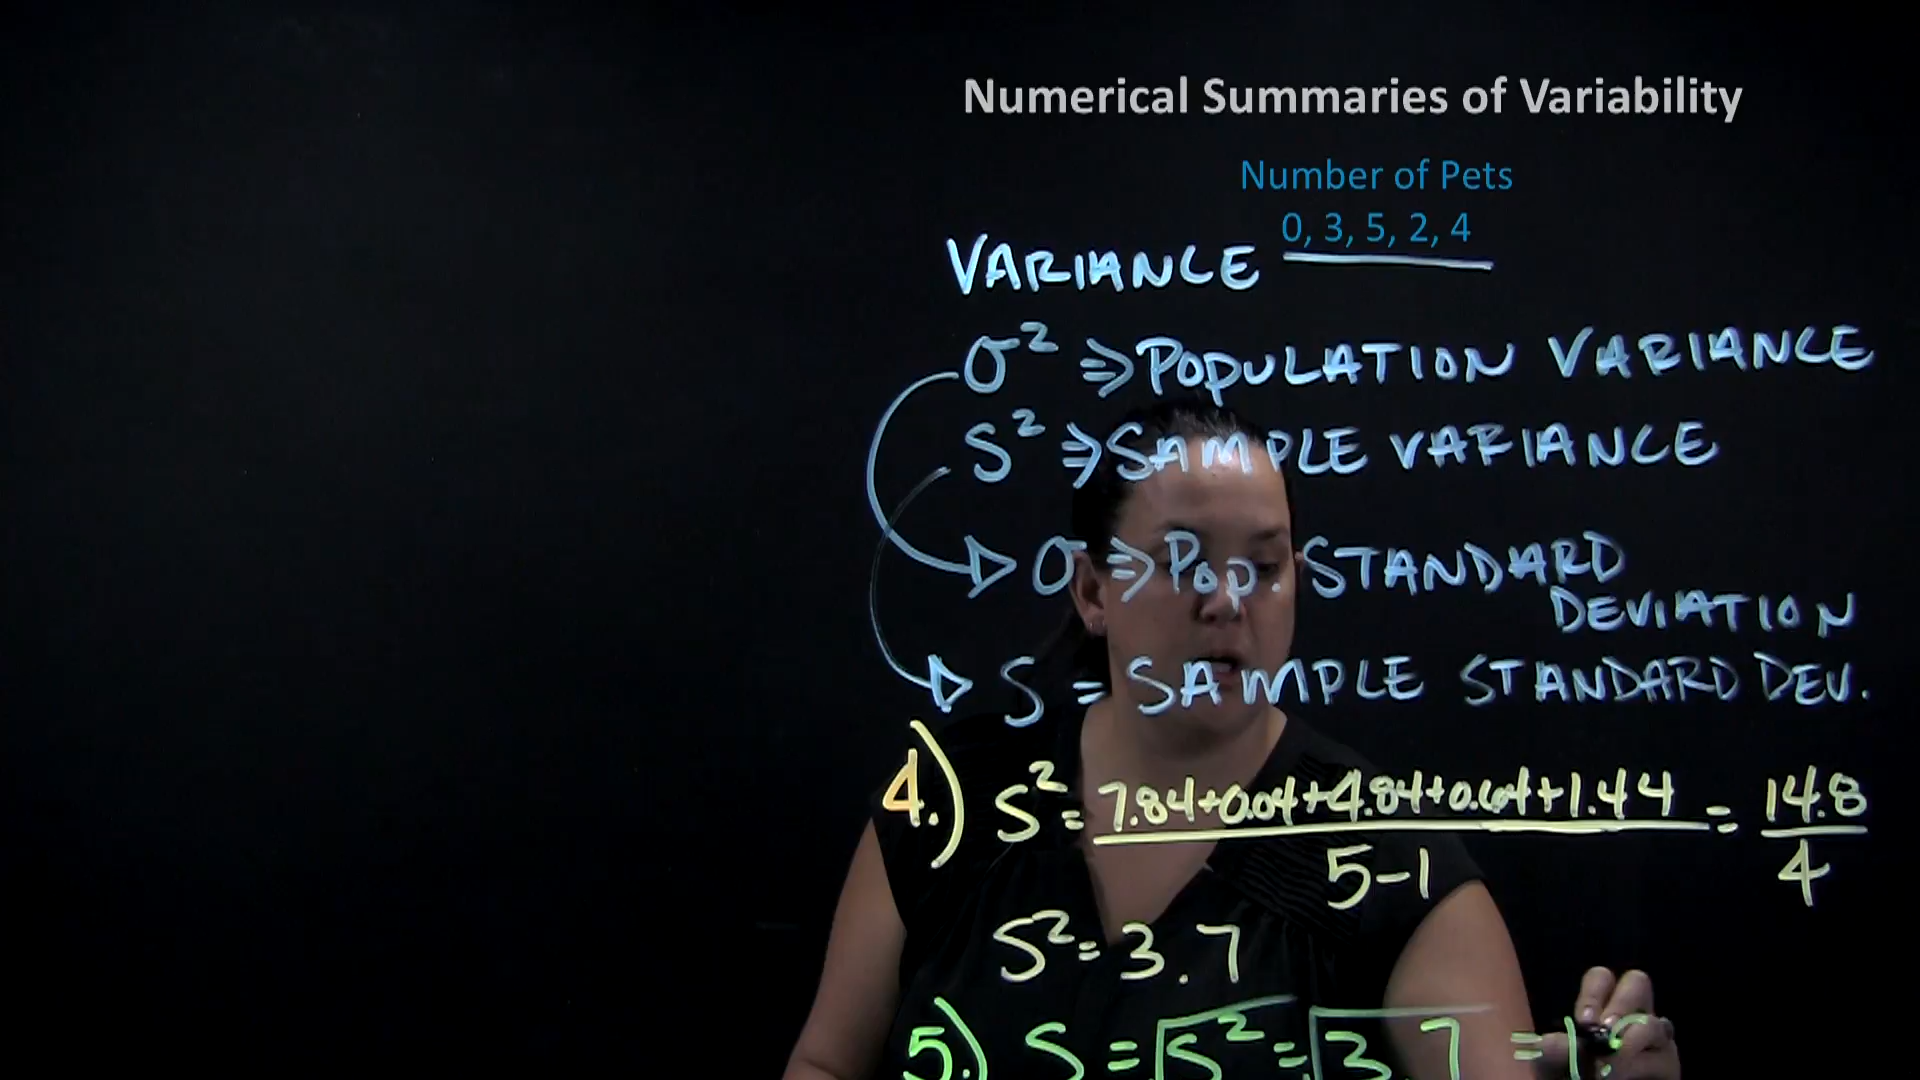 Numerical Summaries of Variability
Number of Pets
0, 3, 5, 2, 4
VARIANCE
σ² ⇒ POPULATION VARIANCE
S² ⇒ SAMPLE VARIANCE
σ ⇒ POP. STANDARD
DEVIATION
S = SAMPLE STANDARD DEV.
4.) S² = 7.84+0.04+4.84+0.64+1.44 = 14.8
5-1 4
S² = 3.7
5.) S = √S² = √3.7 = 1.